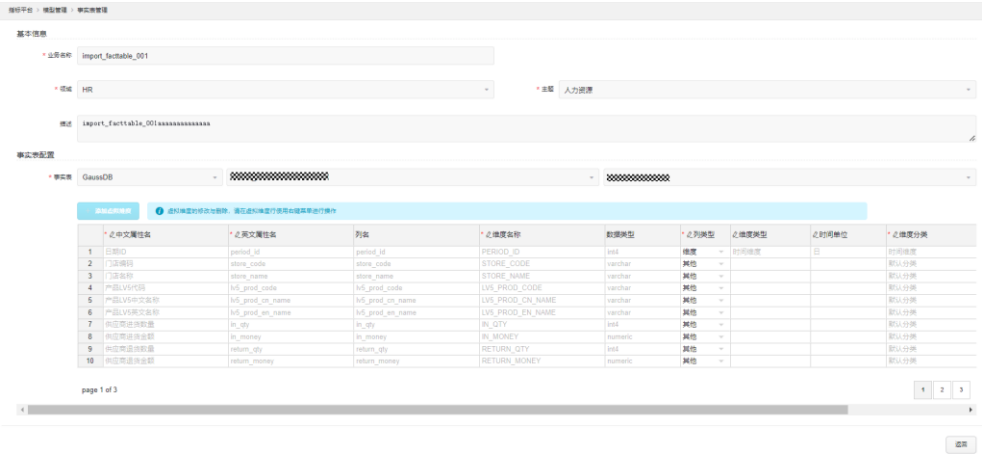 指标平台 > 模型管理 > 事实表管理
基本信息
* 业务名称 import_facttable_001
* 领域 HR * 主题 人力资源
描述 import_facttable_001aaaaaaaaaaaaa
事实表配置
* 事实表 GaussDB
+ 添加虚拟维度 虚拟维度的修改与删除，请在虚拟维度行使用右键菜单进行操作
* 中文属性名 * 英文属性名 列名 * 维度名称 数据类型 * 列类型 维度类型 时间单位 * 维度分类
1 日期ID period_id period_id PERIOD_ID int4 维度 时间维度 日 时间维度
2 门店编码 store_code store_code STORE_CODE varchar 其他 默认分类
3 门店名称 store_name store_name STORE_NAME varchar 其他 默认分类
4 产品LV5代码 lv5_prod_code lv5_prod_code LV5_PROD_CODE varchar 其他 默认分类
5 产品LV5中文名称 lv5_prod_cn_name lv5_prod_cn_name LV5_PROD_CN_NAME varchar 其他 默认分类
6 产品LV5英文名称 lv5_prod_en_name lv5_prod_en_name LV5_PROD_EN_NAME varchar 其他 默认分类
7 供应商进货数量 in_qty in_qty IN_QTY int4 其他 默认分类
8 供应商进货金额 in_money in_money IN_MONEY numeric 其他 默认分类
9 供应商退货数量 return_qty return_qty RETURN_QTY int4 其他 默认分类
10 供应商退货金额 return_money return_money RETURN_MONEY numeric 其他 默认分类
page 1 of 3 1 2 3
返回